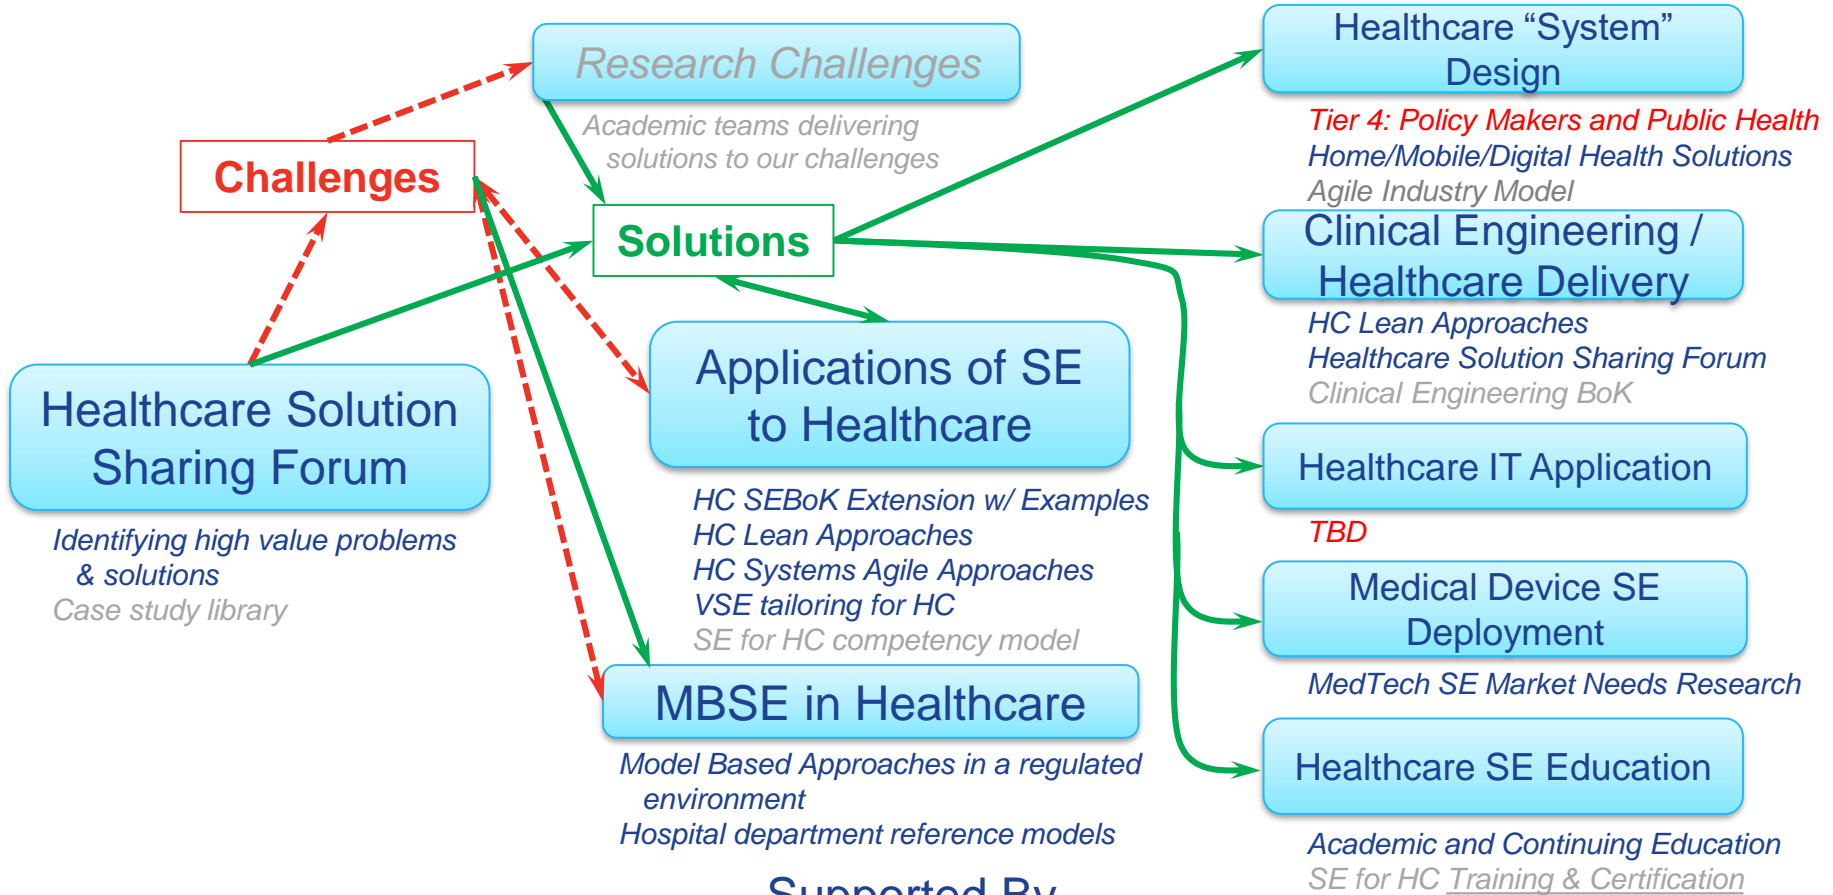 Research Challenges
Academic teams delivering
solutions to our challenges
Challenges
Solutions
Healthcare Solution
Sharing Forum
Identifying high value problems
& solutions
Case study library
Applications of SE
to Healthcare
HC SEBoK Extension w/ Examples
HC Lean Approaches
HC Systems Agile Approaches
VSE tailoring for HC
SE for HC competency model
MBSE in Healthcare
Model Based Approaches in a regulated
environment
Hospital department reference models
Supported By
Healthcare “System”
Design
Tier 4: Policy Makers and Public Health
Home/Mobile/Digital Health Solutions
Agile Industry Model
Clinical Engineering /
Healthcare Delivery
HC Lean Approaches
Healthcare Solution Sharing Forum
Clinical Engineering BoK
Healthcare IT Application
TBD
Medical Device SE
Deployment
MedTech SE Market Needs Research
Healthcare SE Education
Academic and Continuing Education
SE for HC Training & Certification